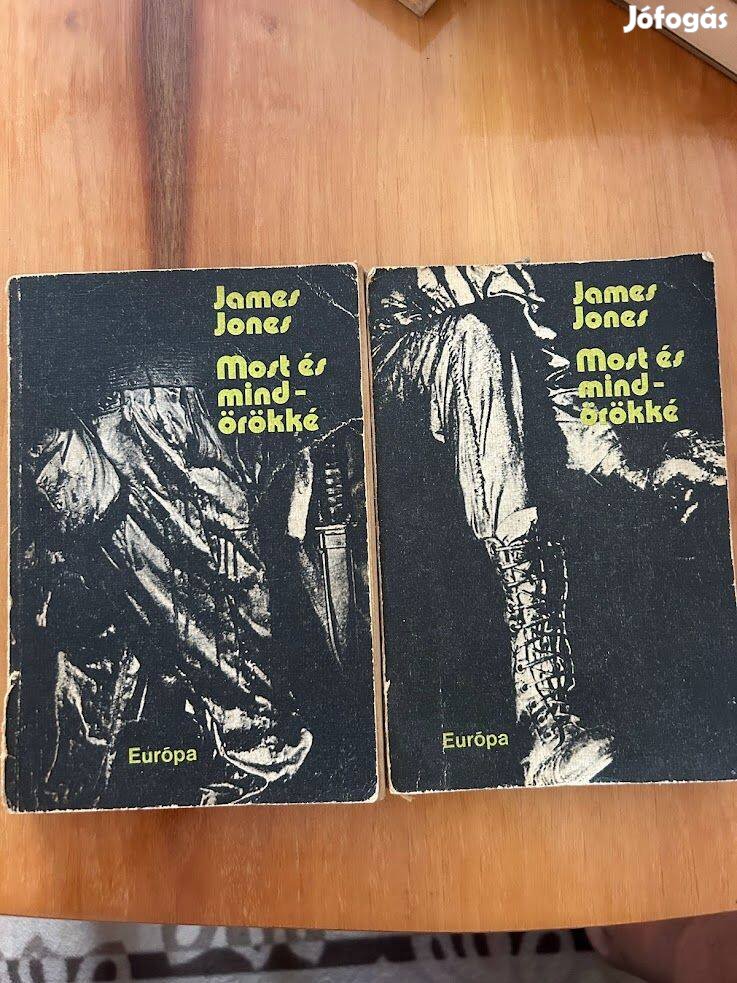 Jófogás
James
Jones
Most és
mind-
örökké
Európa
James
Jones
Most és
mind-
örökké
Európa